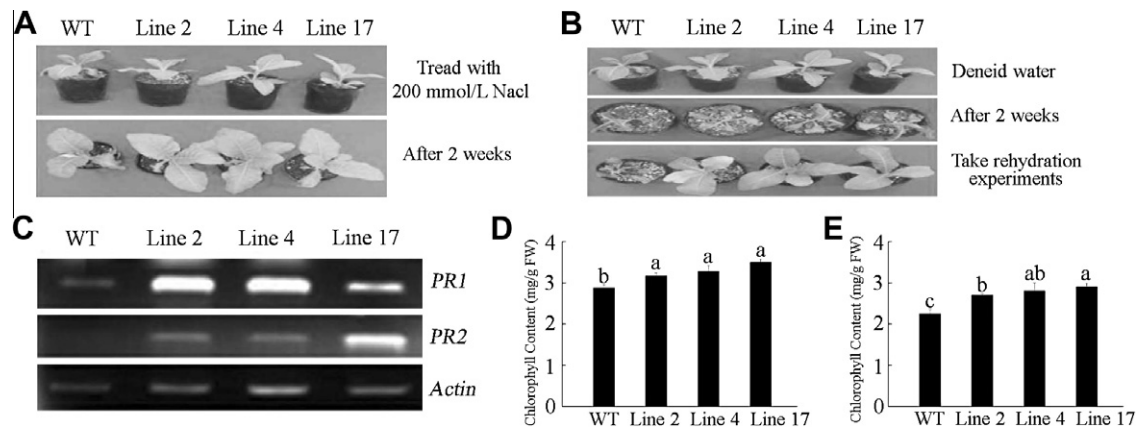 A
WT Line 2 Line 4 Line 17
Tread with
200 mmol/L Nacl
After 2 weeks
B
WT Line 2 Line 4 Line 17
Deneid water
After 2 weeks
Take rehydration
experiments
C
WT Line 2 Line 4 Line 17
PR1
PR2
Actin
D
Chlorophyll Content (mg/g FW)
4
3
2
1
0
b a a a
WT Line 2 Line 4 Line 17
E
Chlorophyll Content (mg/g FW)
4
3
2
1
0
c b ab a
WT Line 2 Line 4 Line 17